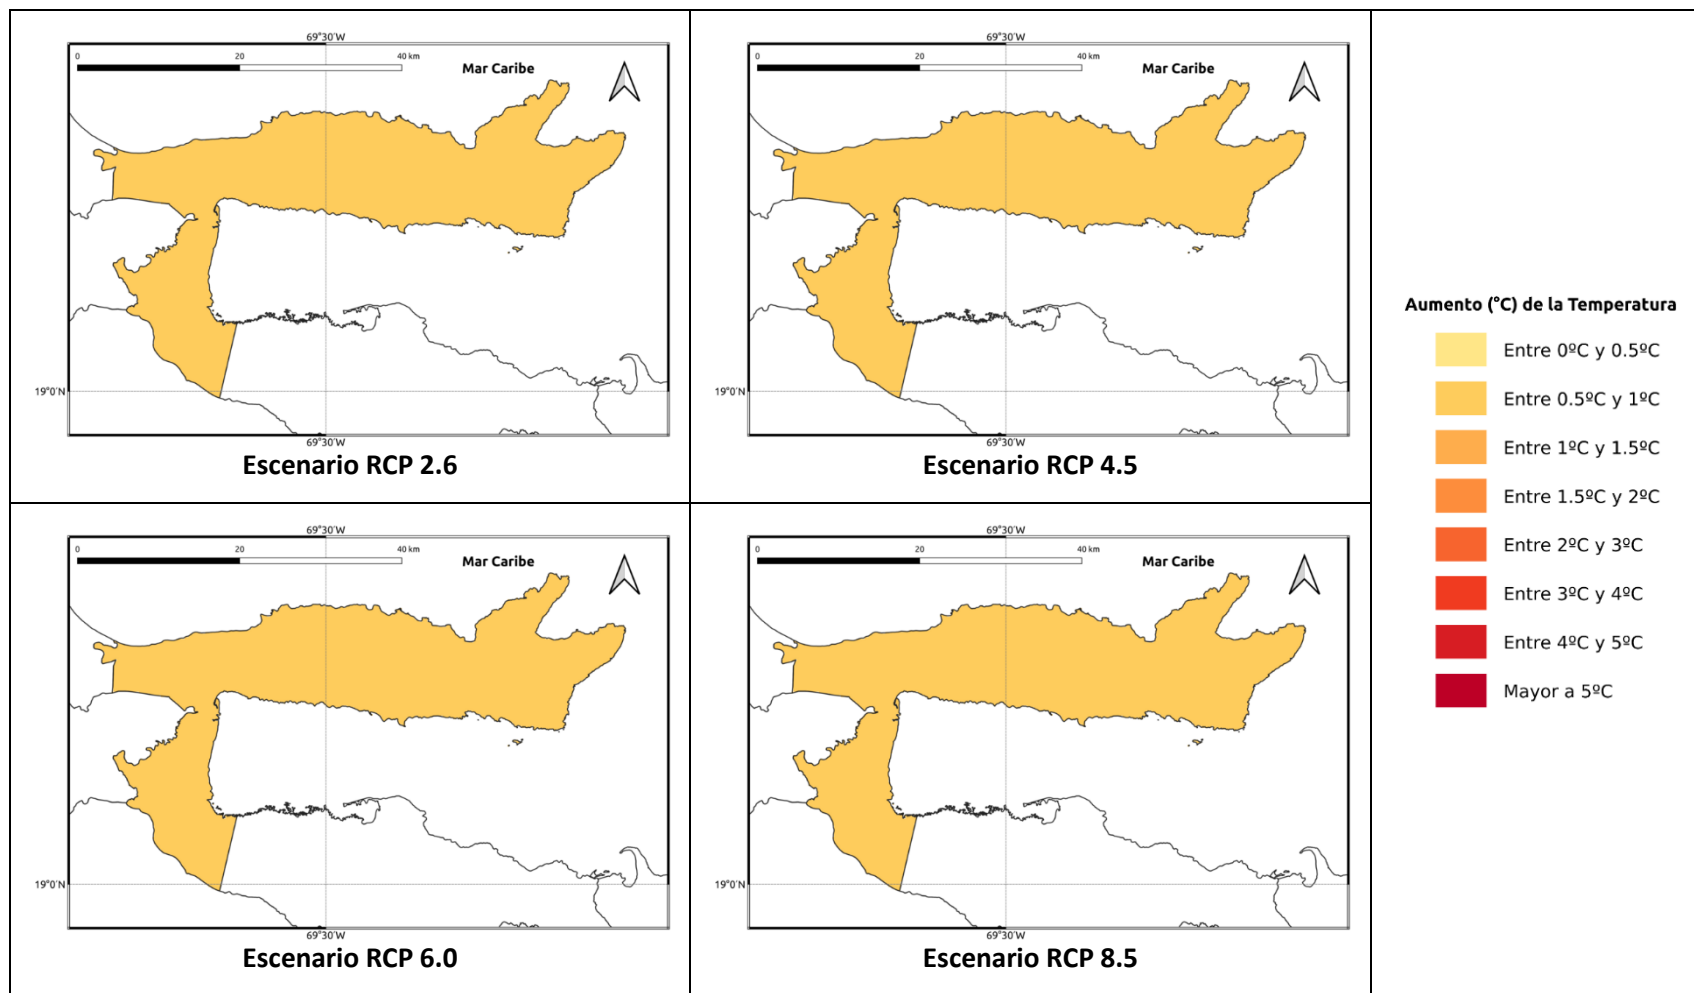 69°30'W
0 20 40 km
Mar Caribe
19°0'N
69°30'W
Escenario RCP 2.6
69°30'W
0 20 40 km
Mar Caribe
69°30'W
Escenario RCP 4.5
69°30'W
0 20 40 km
Mar Caribe
19°0'N
69°30'W
Escenario RCP 6.0
69°30'W
0 20 40 km
Mar Caribe
69°30'W
Escenario RCP 8.5
Aumento (°C) de la Temperatura
Entre 0ºC y 0.5ºC
Entre 0.5ºC y 1ºC
Entre 1ºC y 1.5ºC
Entre 1.5ºC y 2ºC
Entre 2ºC y 3ºC
Entre 3ºC y 4ºC
Entre 4ºC y 5ºC
Mayor a 5ºC